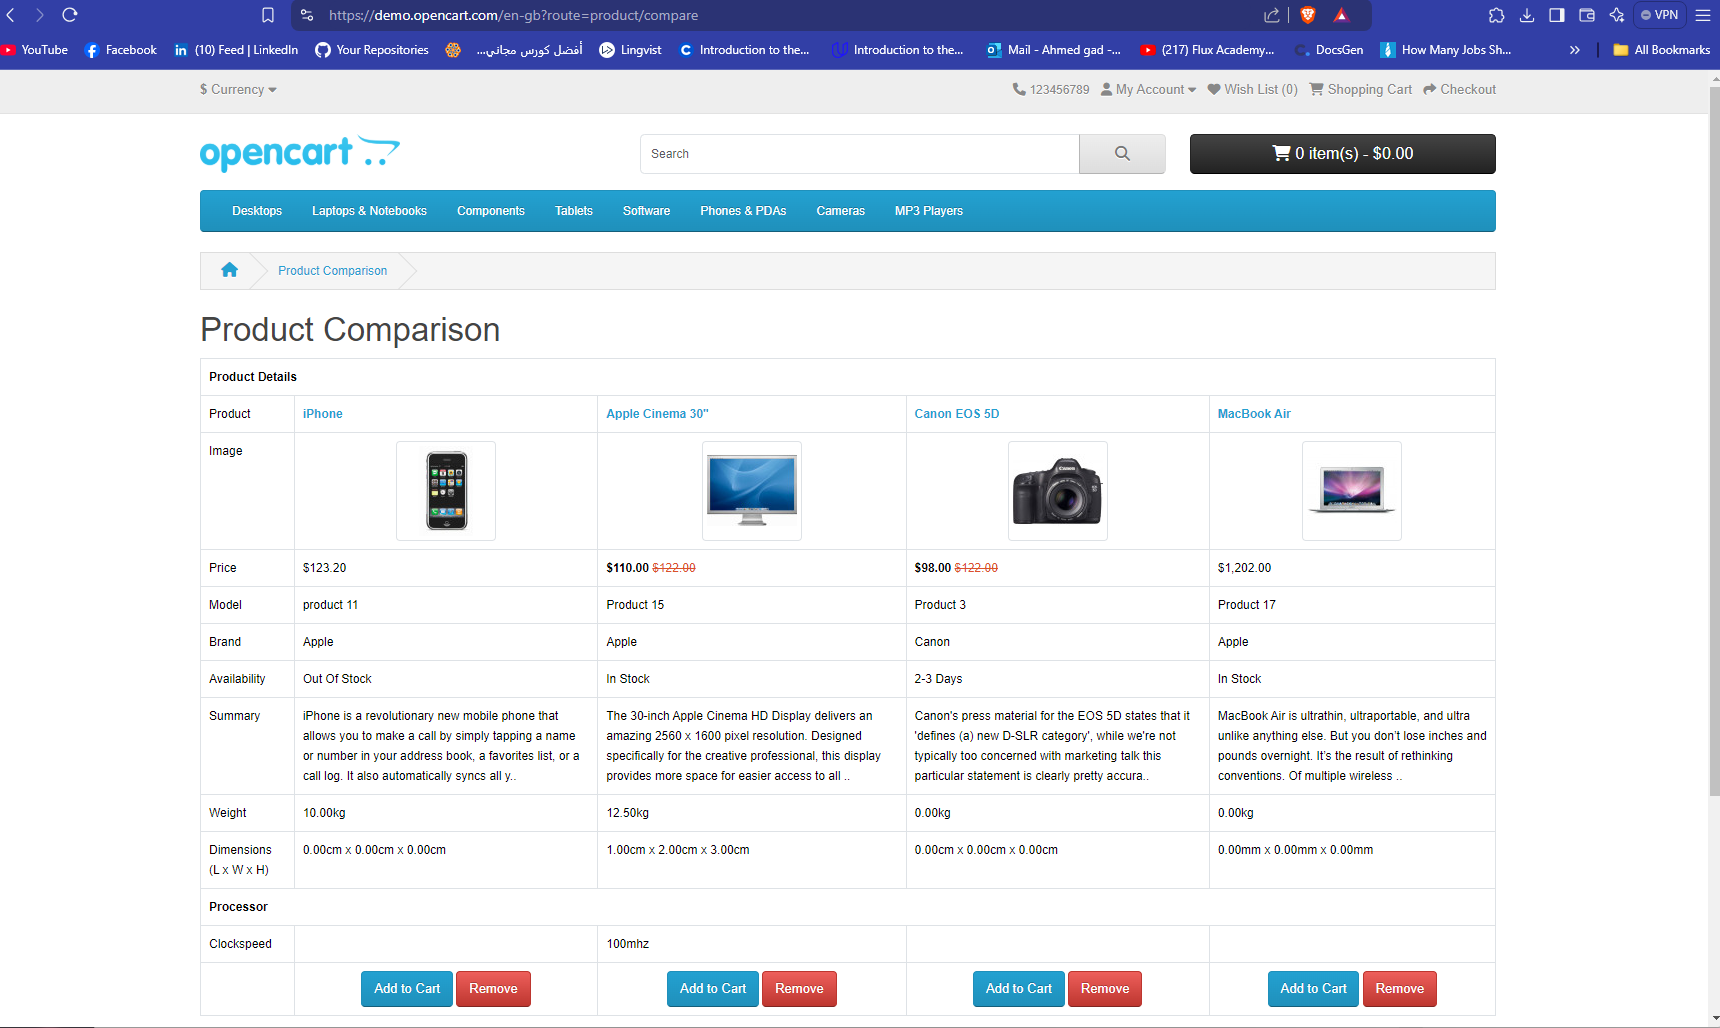 https://demo.opencart.com/en-gb?route=product/compare
VPN
YouTube Facebook (10) Feed | LinkedIn Your Repositories أفضل كورس مجاني... Lingvist Introduction to the... Introduction to the... Mail - Ahmed gad -... (217) Flux Academy... DocsGen How Many Jobs Sh... » All Bookmarks
$ Currency 123456789 My Account Wish List (0) Shopping Cart Checkout
opencart Search 0 item(s) - $0.00
Desktops Laptops & Notebooks Components Tablets Software Phones & PDAs Cameras MP3 Players
Product Comparison
Product Comparison
Product Details
Product iPhone Apple Cinema 30" Canon EOS 5D MacBook Air
Image
Canon
Price $123.20 $110.00 $122.00 $98.00 $122.00 $1,202.00
Model product 11 Product 15 Product 3 Product 17
Brand Apple Apple Canon Apple
Availability Out Of Stock In Stock 2-3 Days In Stock
Summary
iPhone is a revolutionary new mobile phone that
allows you to make a call by simply tapping a name
or number in your address book, a favorites list, or a
call log. It also automatically syncs all y..
The 30-inch Apple Cinema HD Display delivers an
amazing 2560 x 1600 pixel resolution. Designed
specifically for the creative professional, this display
provides more space for easier access to all ..
Canon's press material for the EOS 5D states that it
'defines (a) new D-SLR category', while we're not
typically too concerned with marketing talk this
particular statement is clearly pretty accura..
MacBook Air is ultrathin, ultraportable, and ultra
unlike anything else. But you don’t lose inches and
pounds overnight. It’s the result of rethinking
conventions. Of multiple wireless ..
Weight 10.00kg 12.50kg 0.00kg 0.00kg
Dimensions 0.00cm x 0.00cm x 0.00cm 1.00cm x 2.00cm x 3.00cm 0.00cm x 0.00cm x 0.00cm 0.00mm x 0.00mm x 0.00mm
(L x W x H)
Processor
Clockspeed 100mhz
Add to Cart Remove Add to Cart Remove Add to Cart Remove Add to Cart Remove